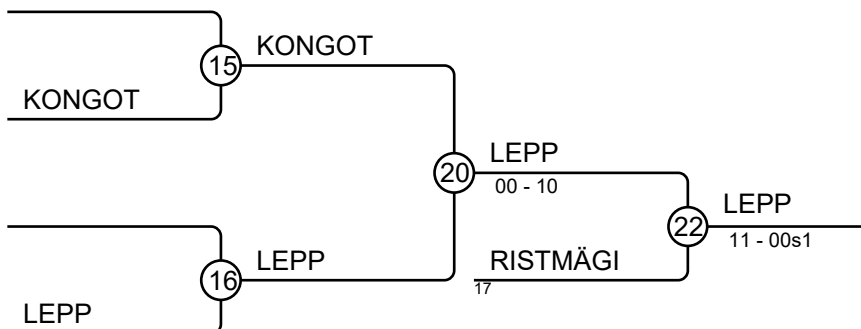 KONGOT
15
KONGOT
LEPP
20
00 - 10
LEPP
22
11 - 00s1
LEPP
16
RISTMÄGI
17
LEPP